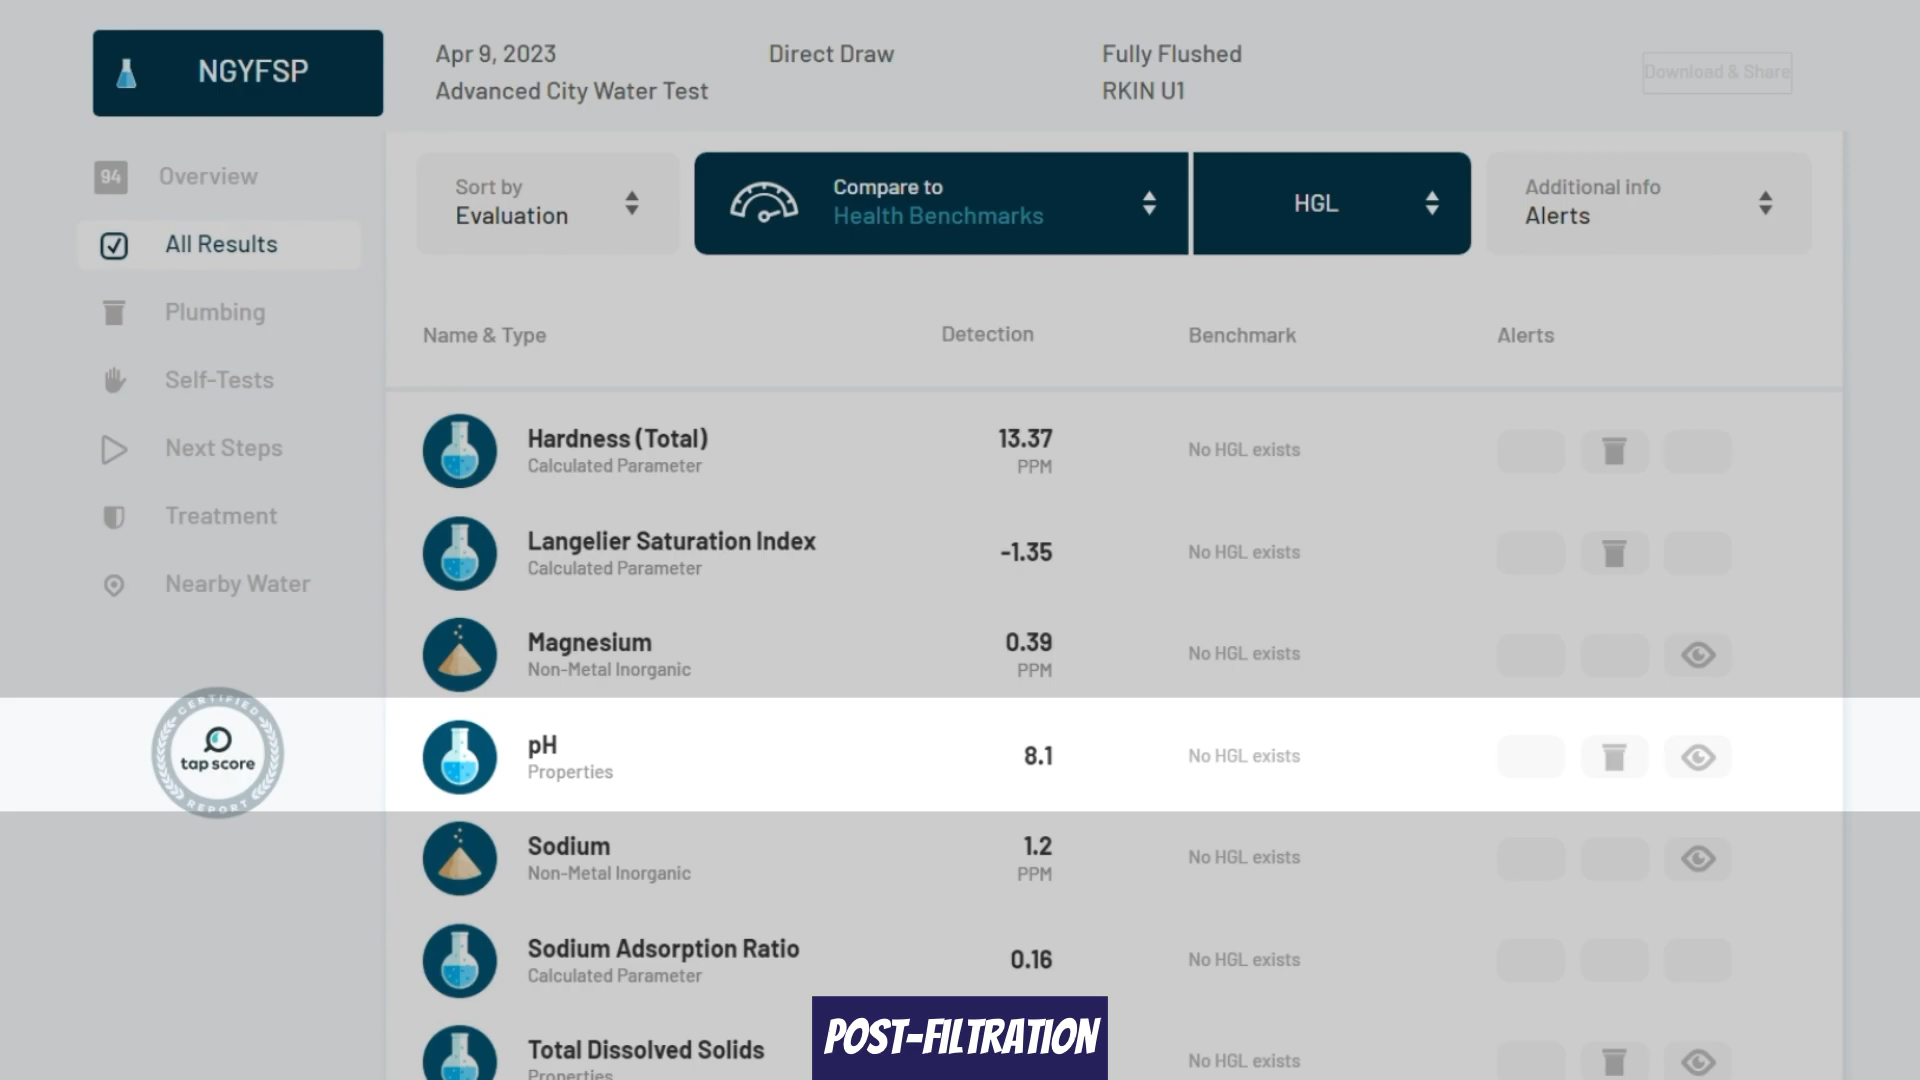 NGYFSP
Apr 9, 2023
Advanced City Water Test
Direct Draw
Fully Flushed
RKIN U1
Download & Share
94 Overview
All Results
Plumbing
Self-Tests
Next Steps
Treatment
Nearby Water
CERTIFIED
tap score
REPORT
Sort by
Evaluation
Compare to
Health Benchmarks
HGL
Additional info
Alerts
Name & Type Detection Benchmark Alerts
Hardness (Total) 13.37 No HGL exists
Calculated Parameter PPM
Langelier Saturation Index -1.35 No HGL exists
Calculated Parameter
Magnesium 0.39 No HGL exists
Non-Metal Inorganic PPM
pH 8.1 No HGL exists
Properties
Sodium 1.2 No HGL exists
Non-Metal Inorganic PPM
Sodium Adsorption Ratio 0.16 No HGL exists
Calculated Parameter
Total Dissolved Solids No HGL exists
Properties
POST-FILTRATION